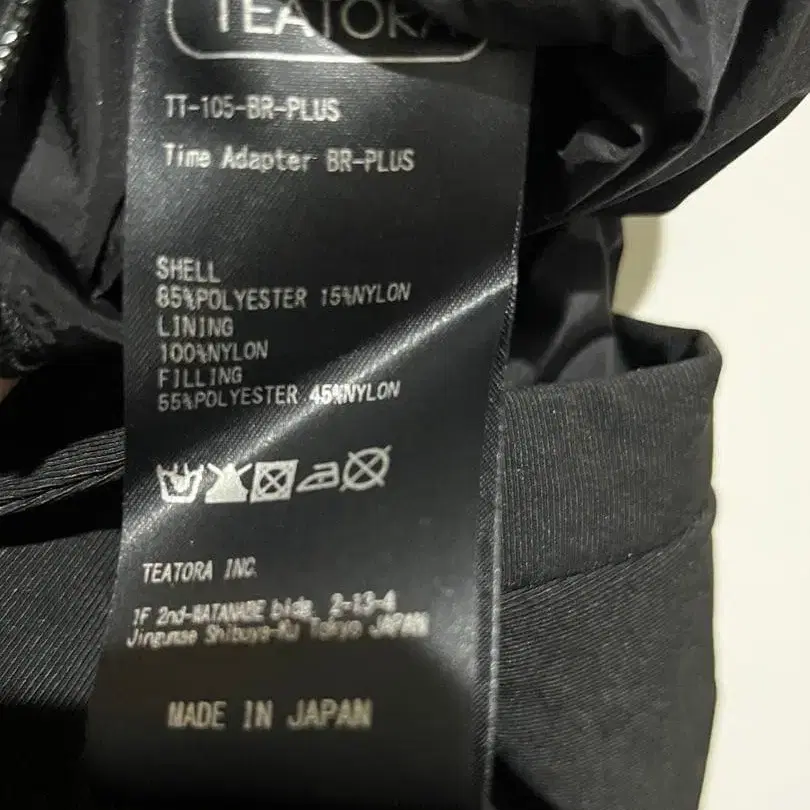 TEATORA
TT-105-BR-PLUS
Time Adapter BR-PLUS
SHELL
85%POLYESTER 15%NYLON
LINING
100%NYLON
FILLING
55%POLYESTER 45%NYLON
TEATORA INC.
1F 2nd-WATANABE bldg. 2-13-4
Jingumae Shibuya-Ku Tokyo JAPAN
MADE IN JAPAN